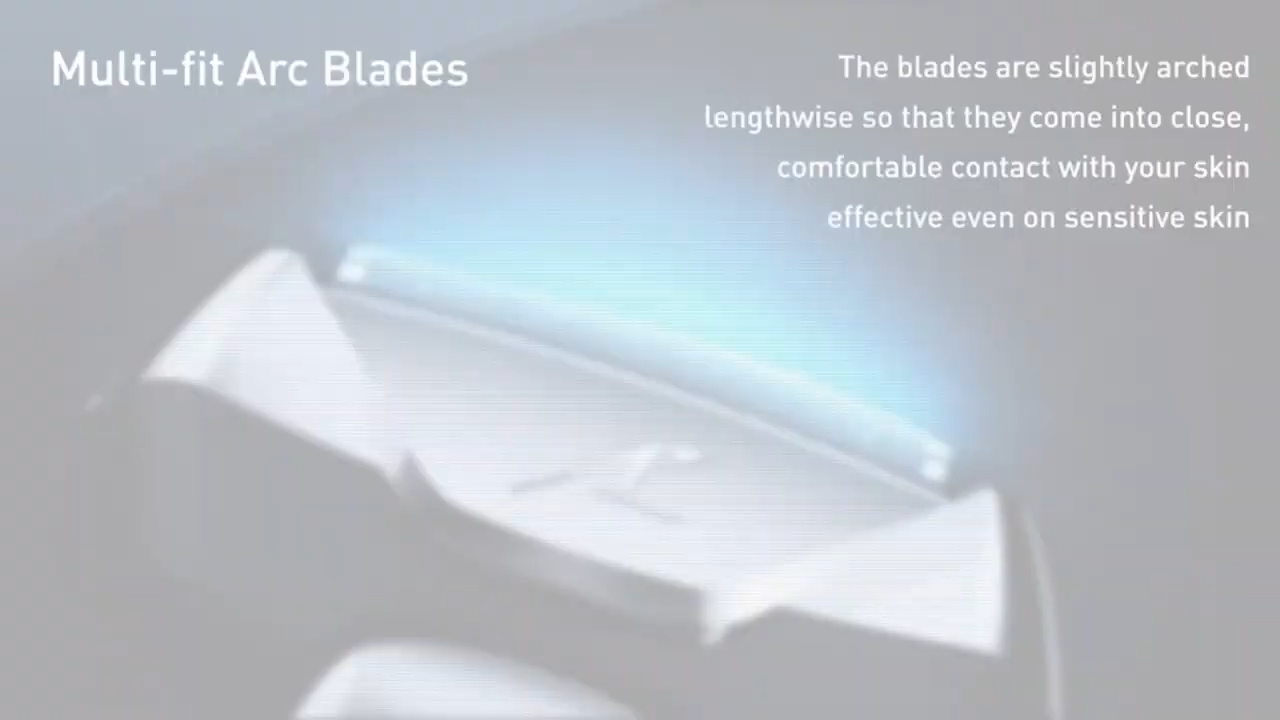 Multi-fit Arc Blades
The blades are slightly arched
lengthwise so that they come into close,
comfortable contact with your skin
effective even on sensitive skin